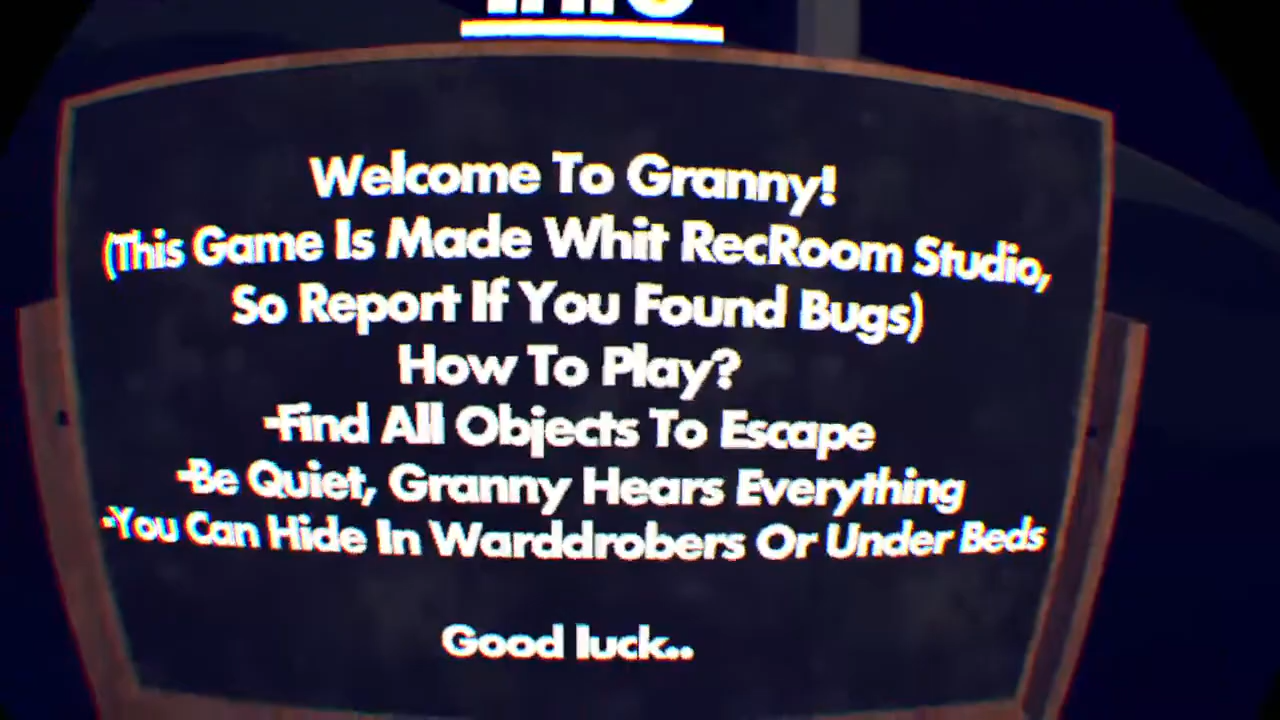 Info
Welcome To Granny!
(This Game Is Made Whit RecRoom Studio,
So Report If You Found Bugs)
How To Play?
-Find All Objects To Escape
-Be Quiet, Granny Hears Everything
-You Can Hide In Warddrobers Or Under Beds
Good luck..